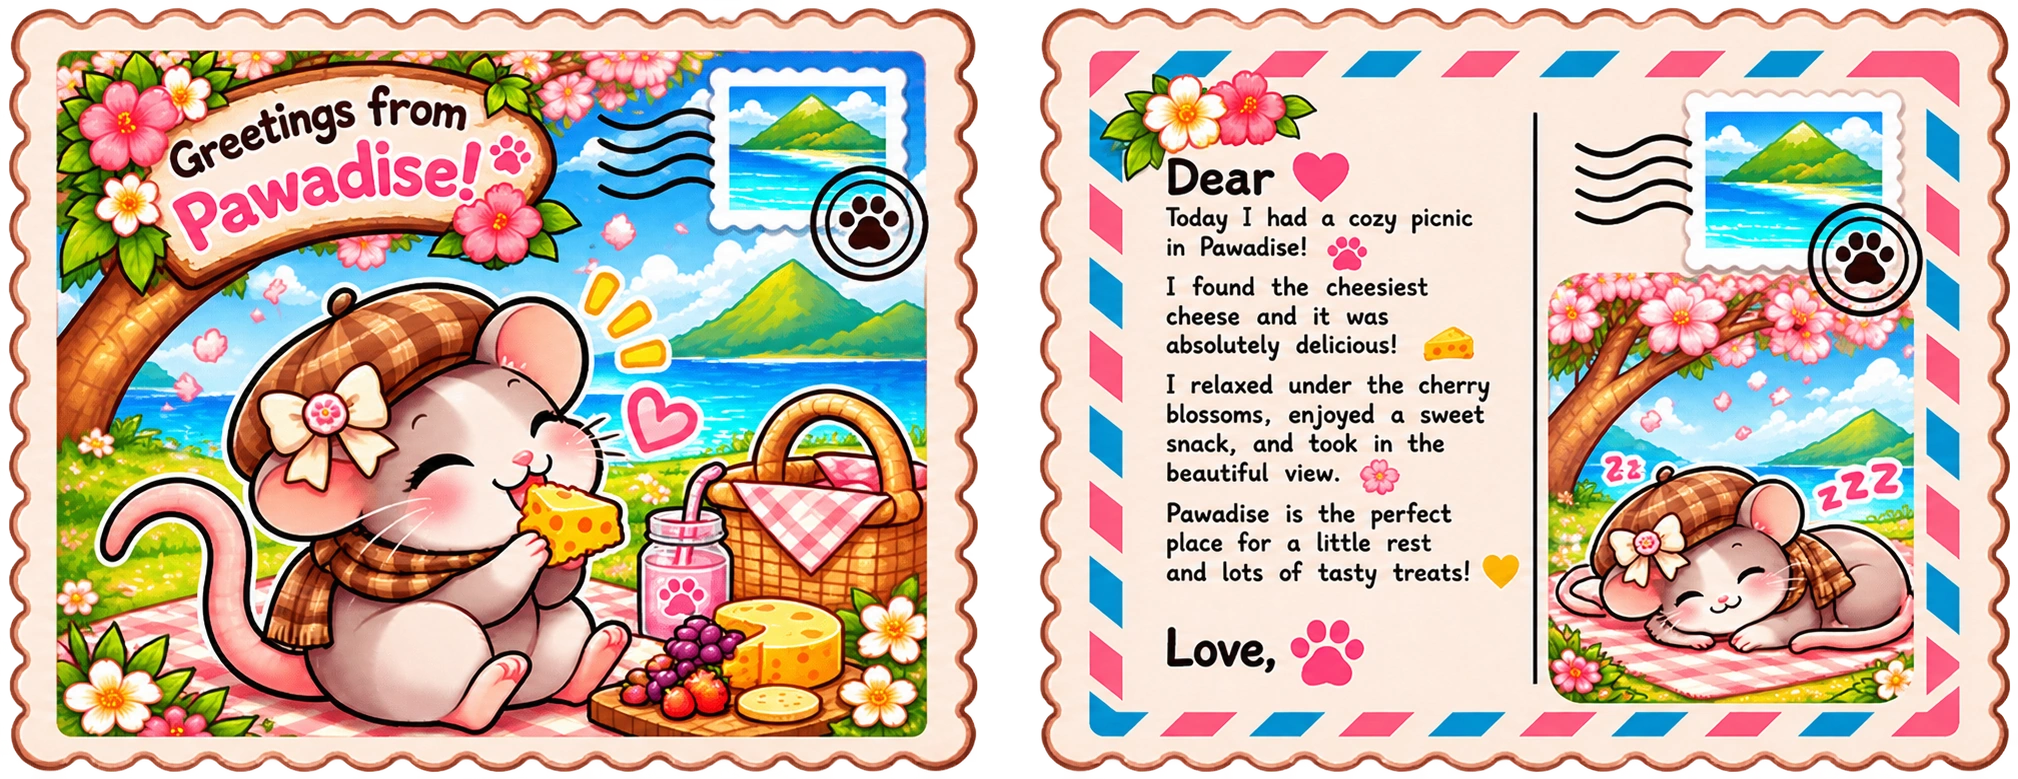 Greetings from
Pawadise!
Dear
Today I had a cozy picnic
in Pawadise!
I found the cheesiest
cheese and it was
absolutely delicious!
I relaxed under the cherry
blossoms, enjoyed a sweet
snack, and took in the
beautiful view.
Pawadise is the perfect
place for a little rest
and lots of tasty treats!
Love,
Zz
zzZ